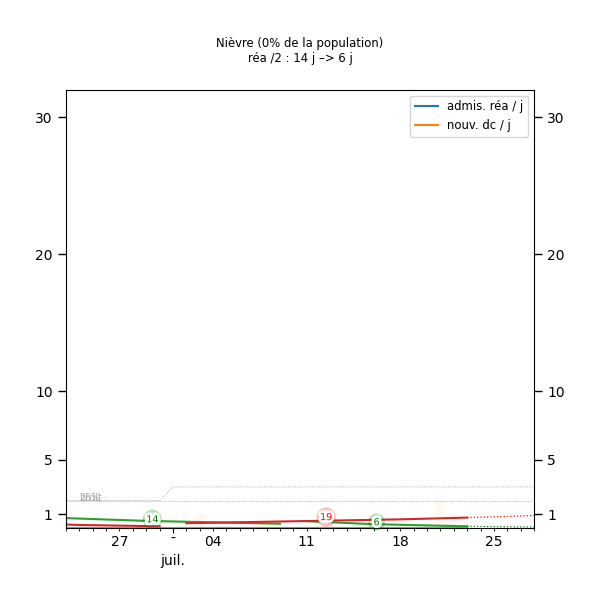 Nièvre (0% de la population)
réa /2 : 14 j –> 6 j
admis. réa / j
nouv. dc / j
30 30
20 20
10 10
5 5
1 1
14 19 6
27 - 04 11 18 25
juil.